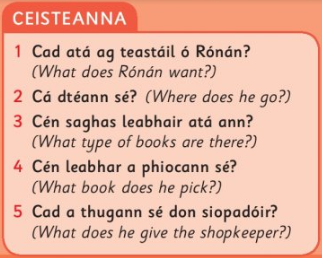 CEISTEANNA
1 Cad atá ag teastáil ó Rónán?
(What does Rónán want?)
2 Cá dtéann sé? (Where does he go?)
3 Cén saghas leabhair atá ann?
(What type of books are there?)
4 Cén leabhar a phiocann sé?
(What book does he pick?)
5 Cad a thugann sé don siopadóir?
(What does he give the shopkeeper?)